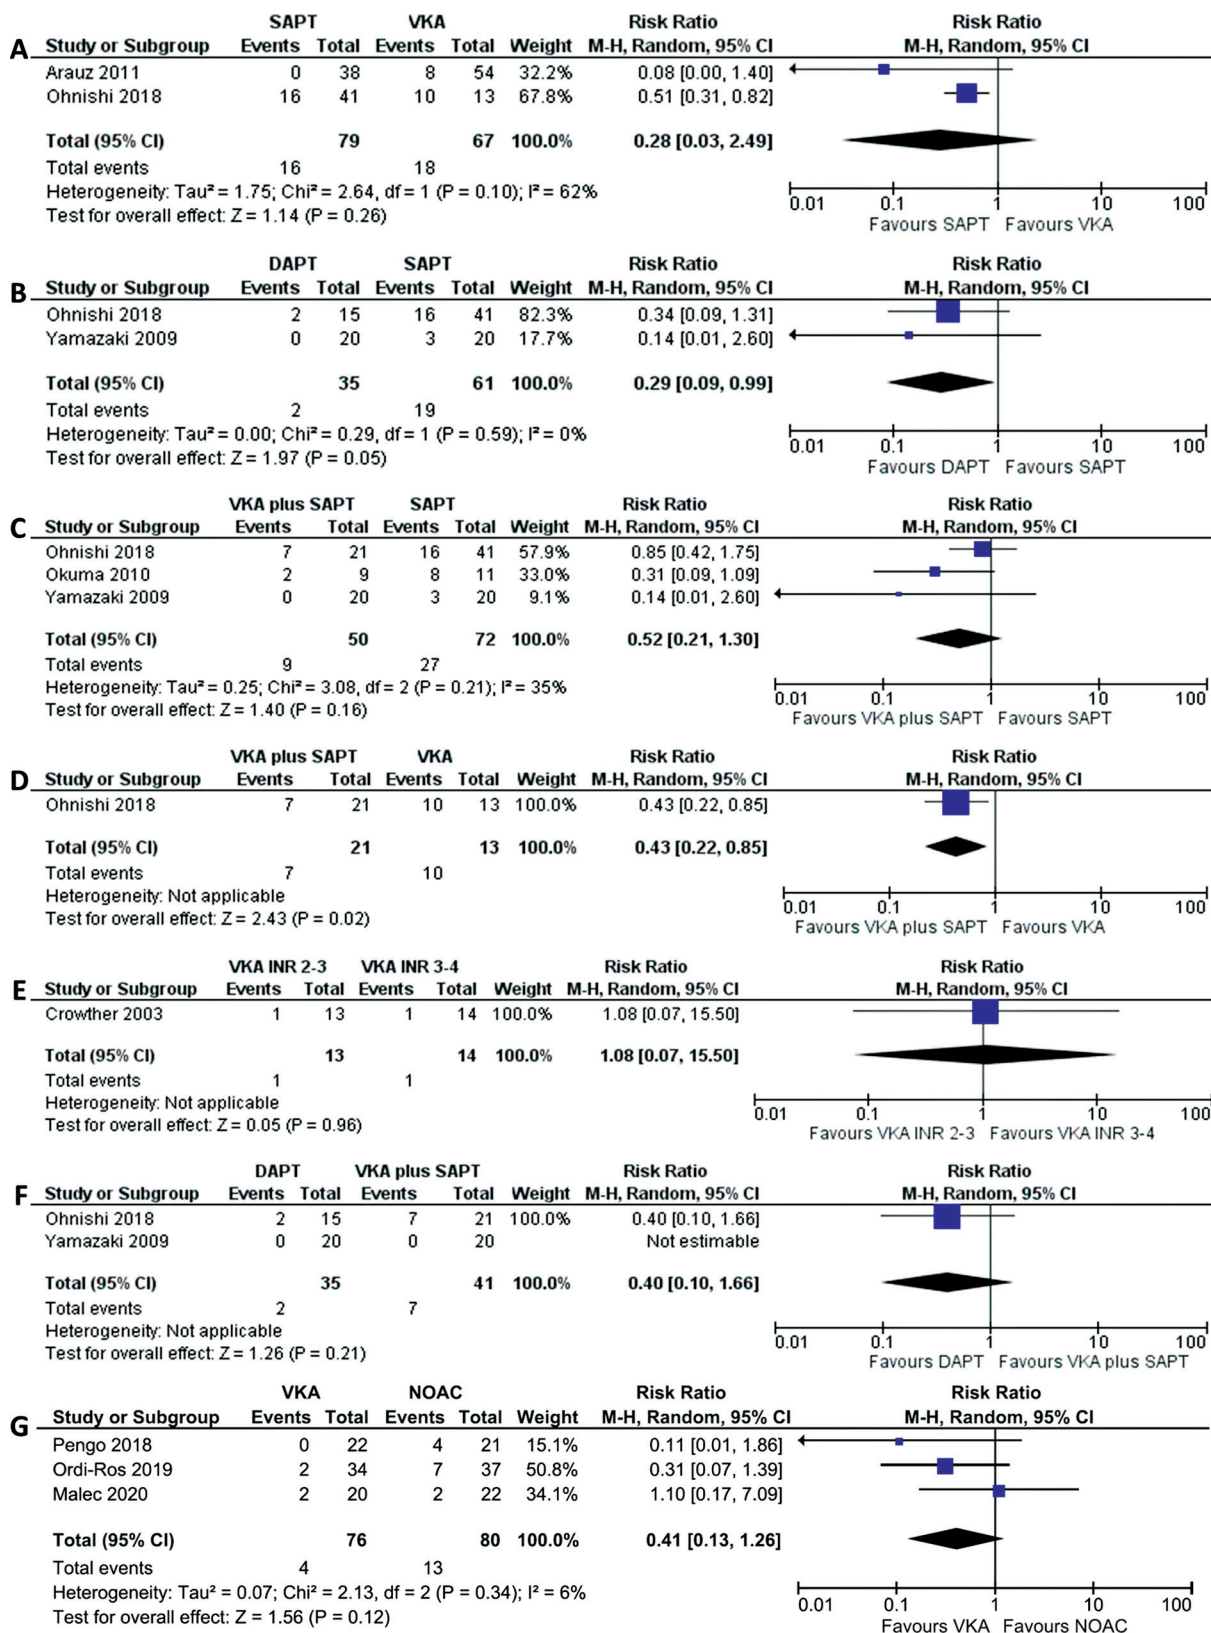 A
SAPT VKA Risk Ratio Risk Ratio
Study or Subgroup Events Total Events Total Weight M-H, Random, 95% CI M-H, Random, 95% CI
Arauz 2011 0 38 8 54 32.2% 0.08 [0.00, 1.40]
Ohnishi 2018 16 41 10 13 67.8% 0.51 [0.31, 0.82]
Total (95% CI) 79 67 100.0% 0.28 [0.03, 2.49]
Total events 16 18
Heterogeneity: Tau² = 1.75; Chi² = 2.64, df = 1 (P = 0.10); I² = 62%
Test for overall effect: Z = 1.14 (P = 0.26)
0.01 0.1 1 10 100
Favours SAPT Favours VKA
B
DAPT SAPT Risk Ratio Risk Ratio
Study or Subgroup Events Total Events Total Weight M-H, Random, 95% CI M-H, Random, 95% CI
Ohnishi 2018 2 15 16 41 82.3% 0.34 [0.09, 1.31]
Yamazaki 2009 0 20 3 20 17.7% 0.14 [0.01, 2.60]
Total (95% CI) 35 61 100.0% 0.29 [0.09, 0.99]
Total events 2 19
Heterogeneity: Tau² = 0.00; Chi² = 0.29, df = 1 (P = 0.59); I² = 0%
Test for overall effect: Z = 1.97 (P = 0.05)
0.01 0.1 1 10 100
Favours DAPT Favours SAPT
C
VKA plus SAPT SAPT Risk Ratio Risk Ratio
Study or Subgroup Events Total Events Total Weight M-H, Random, 95% CI M-H, Random, 95% CI
Ohnishi 2018 7 21 16 41 57.9% 0.85 [0.42, 1.75]
Okuma 2010 2 9 8 11 33.0% 0.31 [0.09, 1.09]
Yamazaki 2009 0 20 3 20 9.1% 0.14 [0.01, 2.60]
Total (95% CI) 50 72 100.0% 0.52 [0.21, 1.30]
Total events 9 27
Heterogeneity: Tau² = 0.25; Chi² = 3.08, df = 2 (P = 0.21); I² = 35%
Test for overall effect: Z = 1.40 (P = 0.16)
0.01 0.1 1 10 100
Favours VKA plus SAPT Favours SAPT
D
VKA plus SAPT VKA Risk Ratio Risk Ratio
Study or Subgroup Events Total Events Total Weight M-H, Random, 95% CI M-H, Random, 95% CI
Ohnishi 2018 7 21 10 13 100.0% 0.43 [0.22, 0.85]
Total (95% CI) 21 13 100.0% 0.43 [0.22, 0.85]
Total events 7 10
Heterogeneity: Not applicable
Test for overall effect: Z = 2.43 (P = 0.02)
0.01 0.1 1 10 100
Favours VKA plus SAPT Favours VKA
E
VKA INR 2-3 VKA INR 3-4 Risk Ratio Risk Ratio
Study or Subgroup Events Total Events Total Weight M-H, Random, 95% CI M-H, Random, 95% CI
Crowther 2003 1 13 1 14 100.0% 1.08 [0.07, 15.50]
Total (95% CI) 13 14 100.0% 1.08 [0.07, 15.50]
Total events 1 1
Heterogeneity: Not applicable
Test for overall effect: Z = 0.05 (P = 0.96)
0.01 0.1 1 10 100
Favours VKA INR 2-3 Favours VKA INR 3-4
F
DAPT VKA plus SAPT Risk Ratio Risk Ratio
Study or Subgroup Events Total Events Total Weight M-H, Random, 95% CI M-H, Random, 95% CI
Ohnishi 2018 2 15 7 21 100.0% 0.40 [0.10, 1.66]
Yamazaki 2009 0 20 0 20 Not estimable
Total (95% CI) 35 41 100.0% 0.40 [0.10, 1.66]
Total events 2 7
Heterogeneity: Not applicable
Test for overall effect: Z = 1.26 (P = 0.21)
0.01 0.1 1 10 100
Favours DAPT Favours VKA plus SAPT
G
VKA NOAC Risk Ratio Risk Ratio
Study or Subgroup Events Total Events Total Weight M-H, Random, 95% CI M-H, Random, 95% CI
Pengo 2018 0 22 4 21 15.1% 0.11 [0.01, 1.86]
Ordi-Ros 2019 2 34 7 37 50.8% 0.31 [0.07, 1.39]
Malec 2020 2 20 2 22 34.1% 1.10 [0.17, 7.09]
Total (95% CI) 76 80 100.0% 0.41 [0.13, 1.26]
Total events 4 13
Heterogeneity: Tau² = 0.07; Chi² = 2.13, df = 2 (P = 0.34); I² = 6%
Test for overall effect: Z = 1.56 (P = 0.12)
0.01 0.1 1 10 100
Favours VKA Favours NOAC